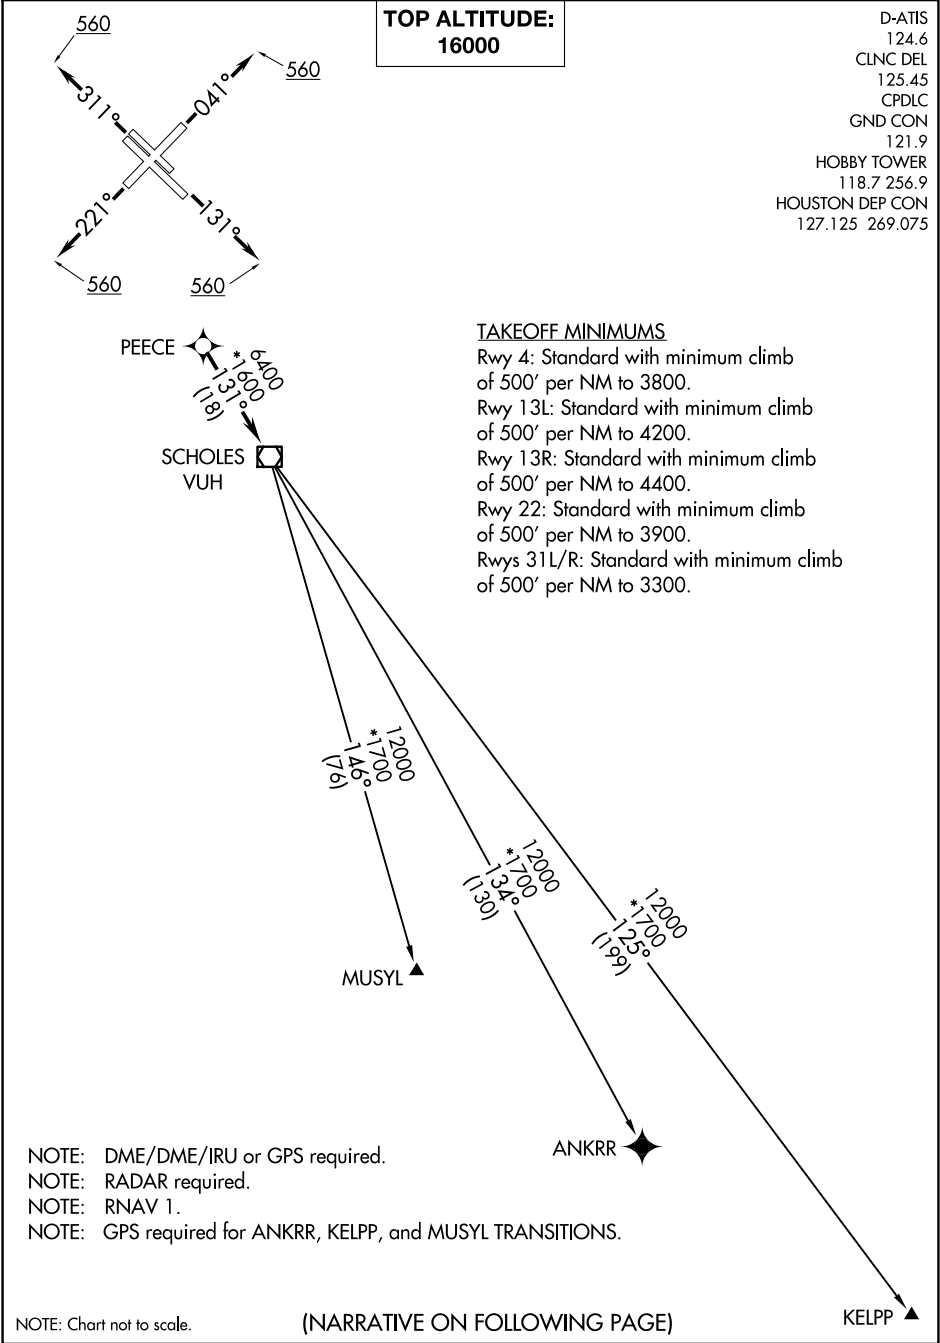 TOP ALTITUDE:
16000
D-ATIS
124.6
CLNC DEL
125.45
CPDLC
GND CON
121.9
HOBBY TOWER
118.7 256.9
HOUSTON DEP CON
127.125 269.075
560
560
311°
041°
221°
131°
560
560
PEECE
6400
*1600
131°
(18)
SCHOLES
VUH
TAKEOFF MINIMUMS
Rwy 4: Standard with minimum climb
of 500' per NM to 3800.
Rwy 13L: Standard with minimum climb
of 500' per NM to 4200.
Rwy 13R: Standard with minimum climb
of 500' per NM to 4400.
Rwy 22: Standard with minimum climb
of 500' per NM to 3900.
Rwys 31L/R: Standard with minimum climb
of 500' per NM to 3300.
12000
*1700
146°
(76)
12000
*1700
134°
(130)
12000
*1700
125°
(199)
MUSYL
ANKRR
KELPP
NOTE: DME/DME/IRU or GPS required.
NOTE: RADAR required.
NOTE: RNAV 1.
NOTE: GPS required for ANKRR, KELPP, and MUSYL TRANSITIONS.
NOTE: Chart not to scale.
(NARRATIVE ON FOLLOWING PAGE)